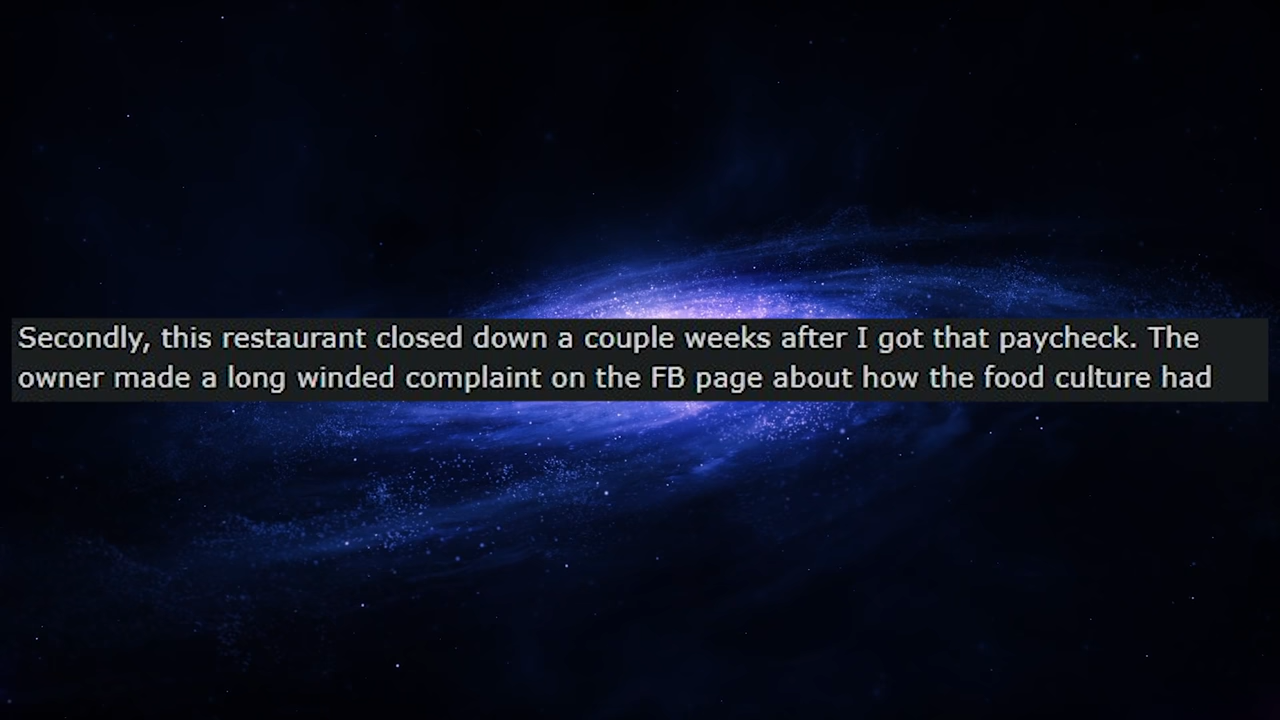 Secondly, this restaurant closed down a couple weeks after I got that paycheck. The
owner made a long winded complaint on the FB page about how the food culture had